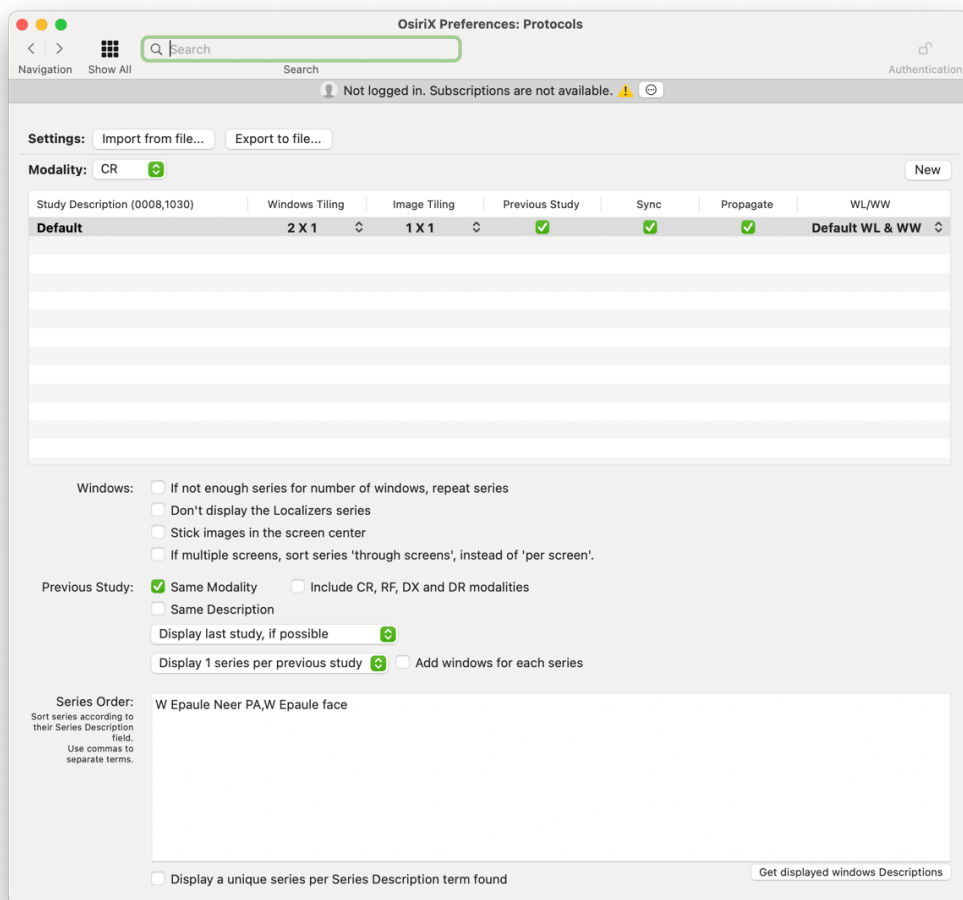 OsiriX Preferences: Protocols
Search
Navigation Show All Search Authentication
Not logged in. Subscriptions are not available.
Settings: Import from file... Export to file...
Modality: CR New
Study Description (0008,1030) Windows Tiling Image Tiling Previous Study Sync Propagate WL/WW
Default 2 X 1 1 X 1 Default WL & WW
Windows: If not enough series for number of windows, repeat series
Don't display the Localizers series
Stick images in the screen center
If multiple screens, sort series 'through screens', instead of 'per screen'.
Previous Study: Same Modality Include CR, RF, DX and DR modalities
Same Description
Display last study, if possible
Display 1 series per previous study Add windows for each series
Series Order: W Epaule Neer PA,W Epaule face
Sort series according to
their Series Description
field.
Use commas to
separate terms.
Get displayed windows Descriptions
Display a unique series per Series Description term found